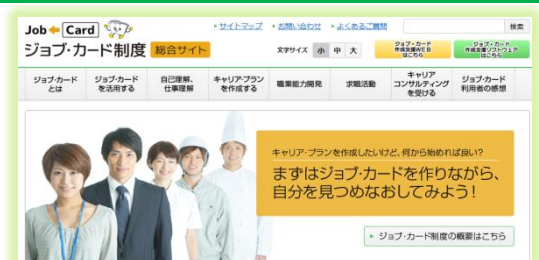 Job Card
ジョブ・カード制度 総合サイト
サイトマップ お問い合わせ よくあるご質問 検索
文字サイズ 小 中 大
ジョブ・カード
作成支援WEB
はこちら
ジョブ・カード
作成支援ソフトウェア
はこちら
ジョブ・カード
とは
ジョブ・カード
を活用する
自己理解、
仕事理解
キャリア・プラン
を作成する
職業能力開発
求職活動
キャリア
コンサルティング
を受ける
ジョブ・カード
利用者の感想
キャリア・プランを作成したいけど、何から始めれば良い?
まずはジョブ・カードを作りながら、
自分を見つめなおしてみよう!
ジョブ・カード制度の概要はこちら